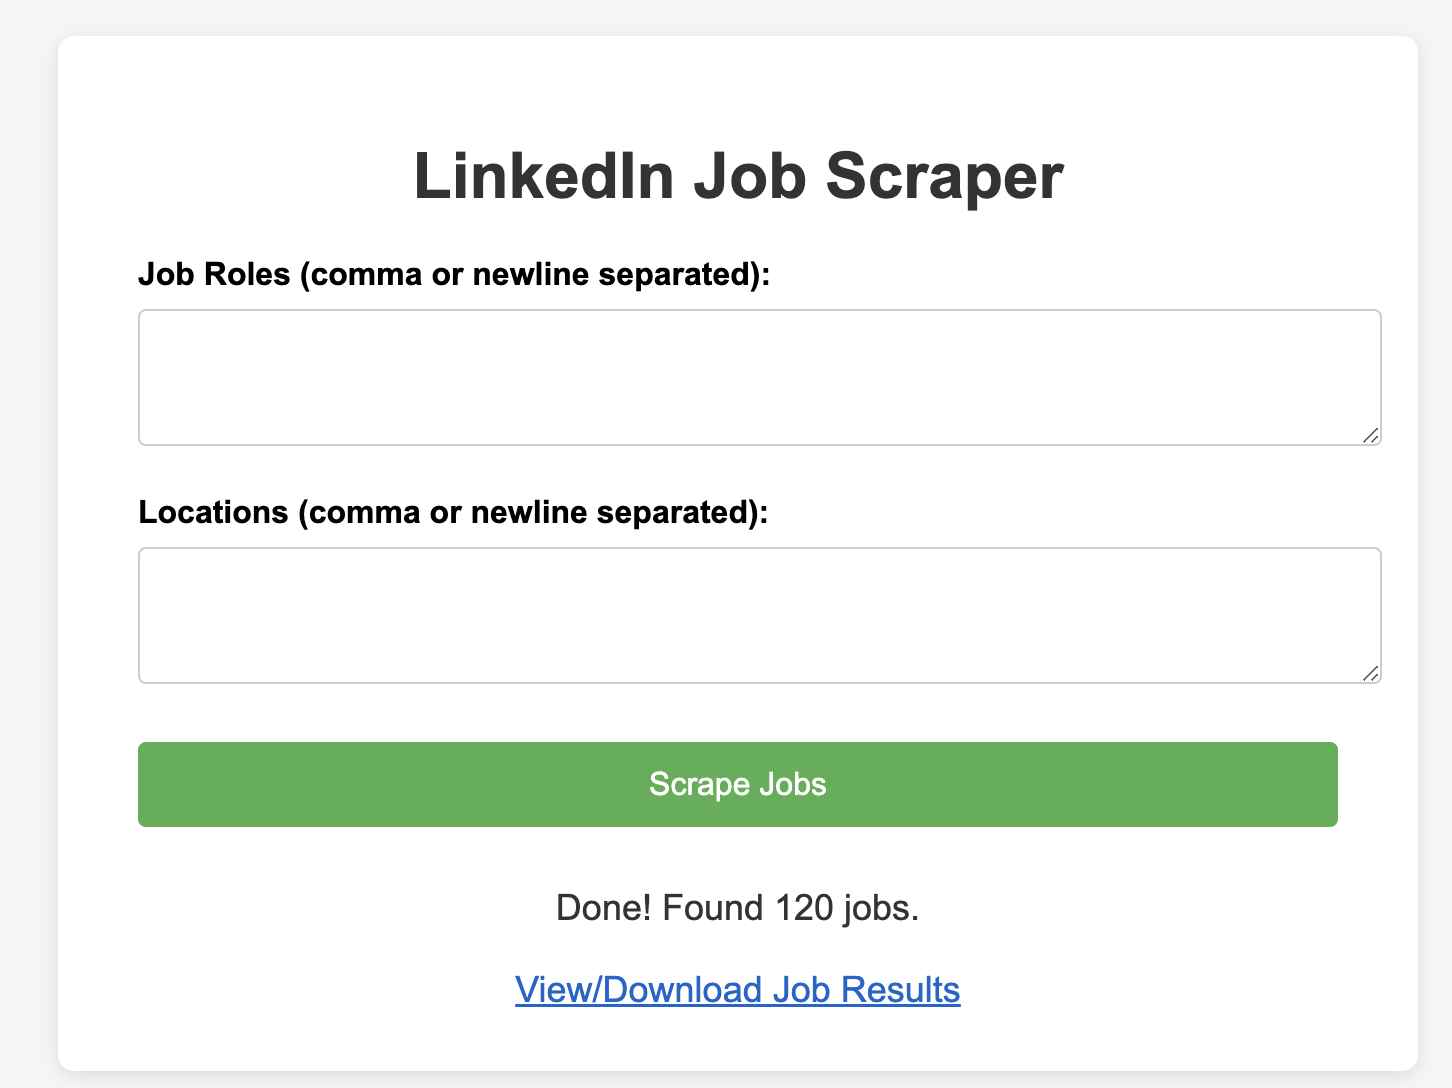 LinkedIn Job Scraper
Job Roles (comma or newline separated):
Locations (comma or newline separated):
Scrape Jobs
Done! Found 120 jobs.
View/Download Job Results